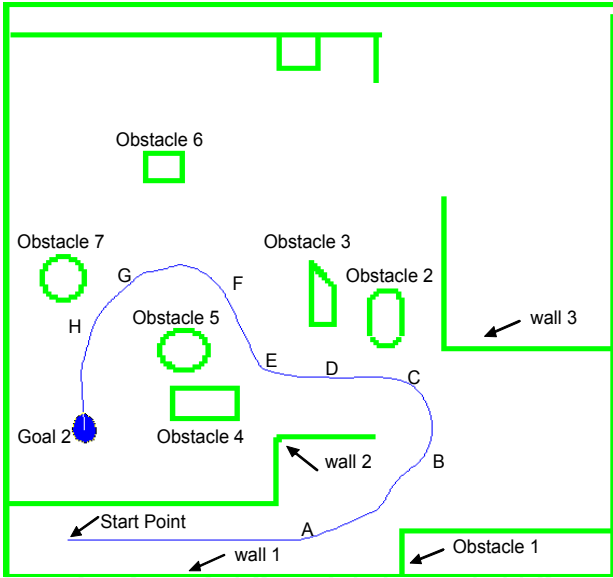 Obstacle 6
Obstacle 7
Obstacle 3
G
F
Obstacle 2
H
Obstacle 5
wall 3
E
D
C
Goal 2
Obstacle 4
wall 2
B
Start Point
A
wall 1
Obstacle 1